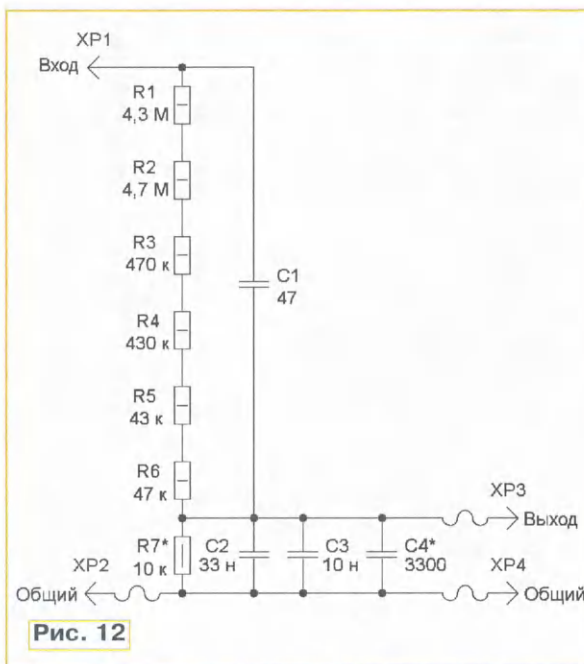 XP1
Вход
R1
4,3 М
R2
4,7 М
R3
470 к
R4
430 к
R5
43 к
R6
47 к
C1
47
XP3
Выход
XP2
Общий
R7*
10 к
C2
33 н
C3
10 н
C4*
3300
XP4
Общий
Рис. 12